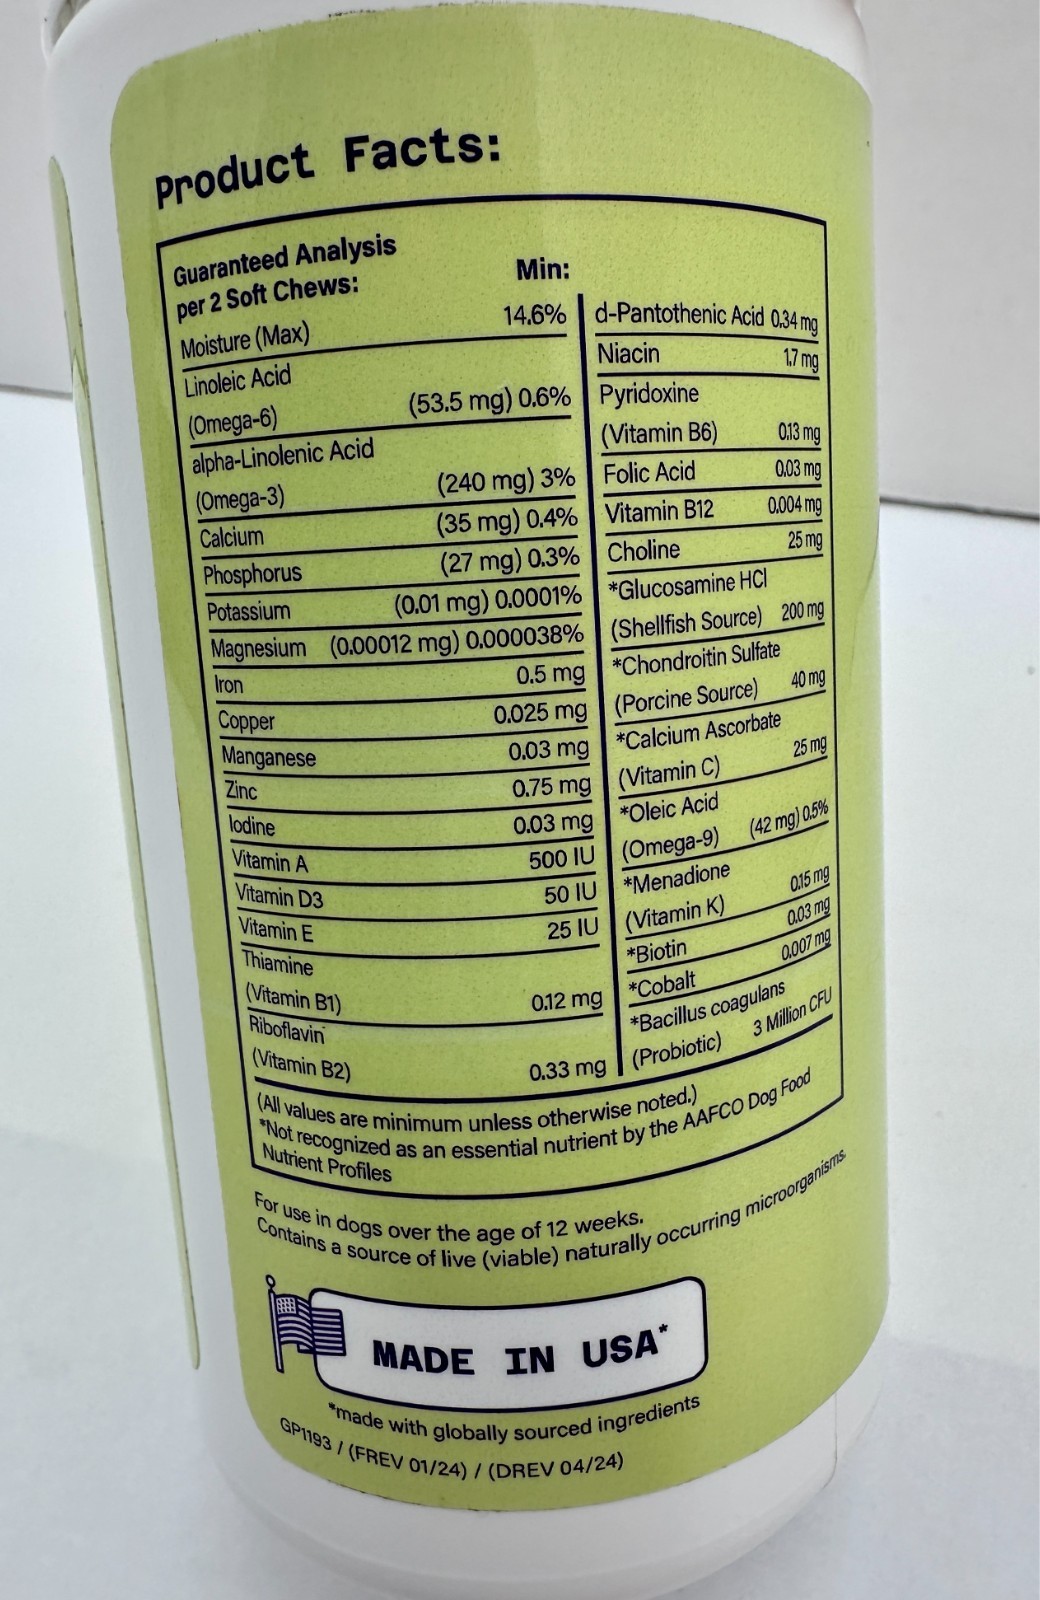 Product Facts:
Guaranteed Analysis
per 2 Soft Chews:
Min:
Moisture (Max) 14.6%
Linoleic Acid
(Omega-6) (53.5 mg) 0.6%
alpha-Linolenic Acid
(Omega-3) (240 mg) 3%
Calcium (35 mg) 0.4%
Phosphorus (27 mg) 0.3%
Potassium (0.01 mg) 0.0001%
Magnesium (0.00012 mg) 0.000038%
Iron 0.5 mg
Copper 0.025 mg
Manganese 0.03 mg
Zinc 0.75 mg
Iodine 0.03 mg
Vitamin A 500 IU
Vitamin D3 50 IU
Vitamin E 25 IU
Thiamine
(Vitamin B1) 0.12 mg
Riboflavin
(Vitamin B2) 0.33 mg
d-Pantothenic Acid 0.34 mg
Niacin 1.7 mg
Pyridoxine
(Vitamin B6) 0.13 mg
Folic Acid 0.03 mg
Vitamin B12 0.004 mg
Choline 25 mg
*Glucosamine HCl
(Shellfish Source) 200 mg
*Chondroitin Sulfate
(Porcine Source) 40 mg
*Calcium Ascorbate
(Vitamin C) 25 mg
*Oleic Acid
(Omega-9) (42 mg) 0.5%
*Menadione
(Vitamin K) 0.15 mg
*Biotin 0.03 mg
*Cobalt 0.007 mg
*Bacillus coagulans
(Probiotic) 3 Million CFU
(All values are minimum unless otherwise noted.)
*Not recognized as an essential nutrient by the AAFCO Dog Food
Nutrient Profiles
For use in dogs over the age of 12 weeks.
Contains a source of live (viable) naturally occurring microorganisms.
MADE IN USA*
*made with globally sourced ingredients
GP1193 / (FREV 01/24) / (DREV 04/24)